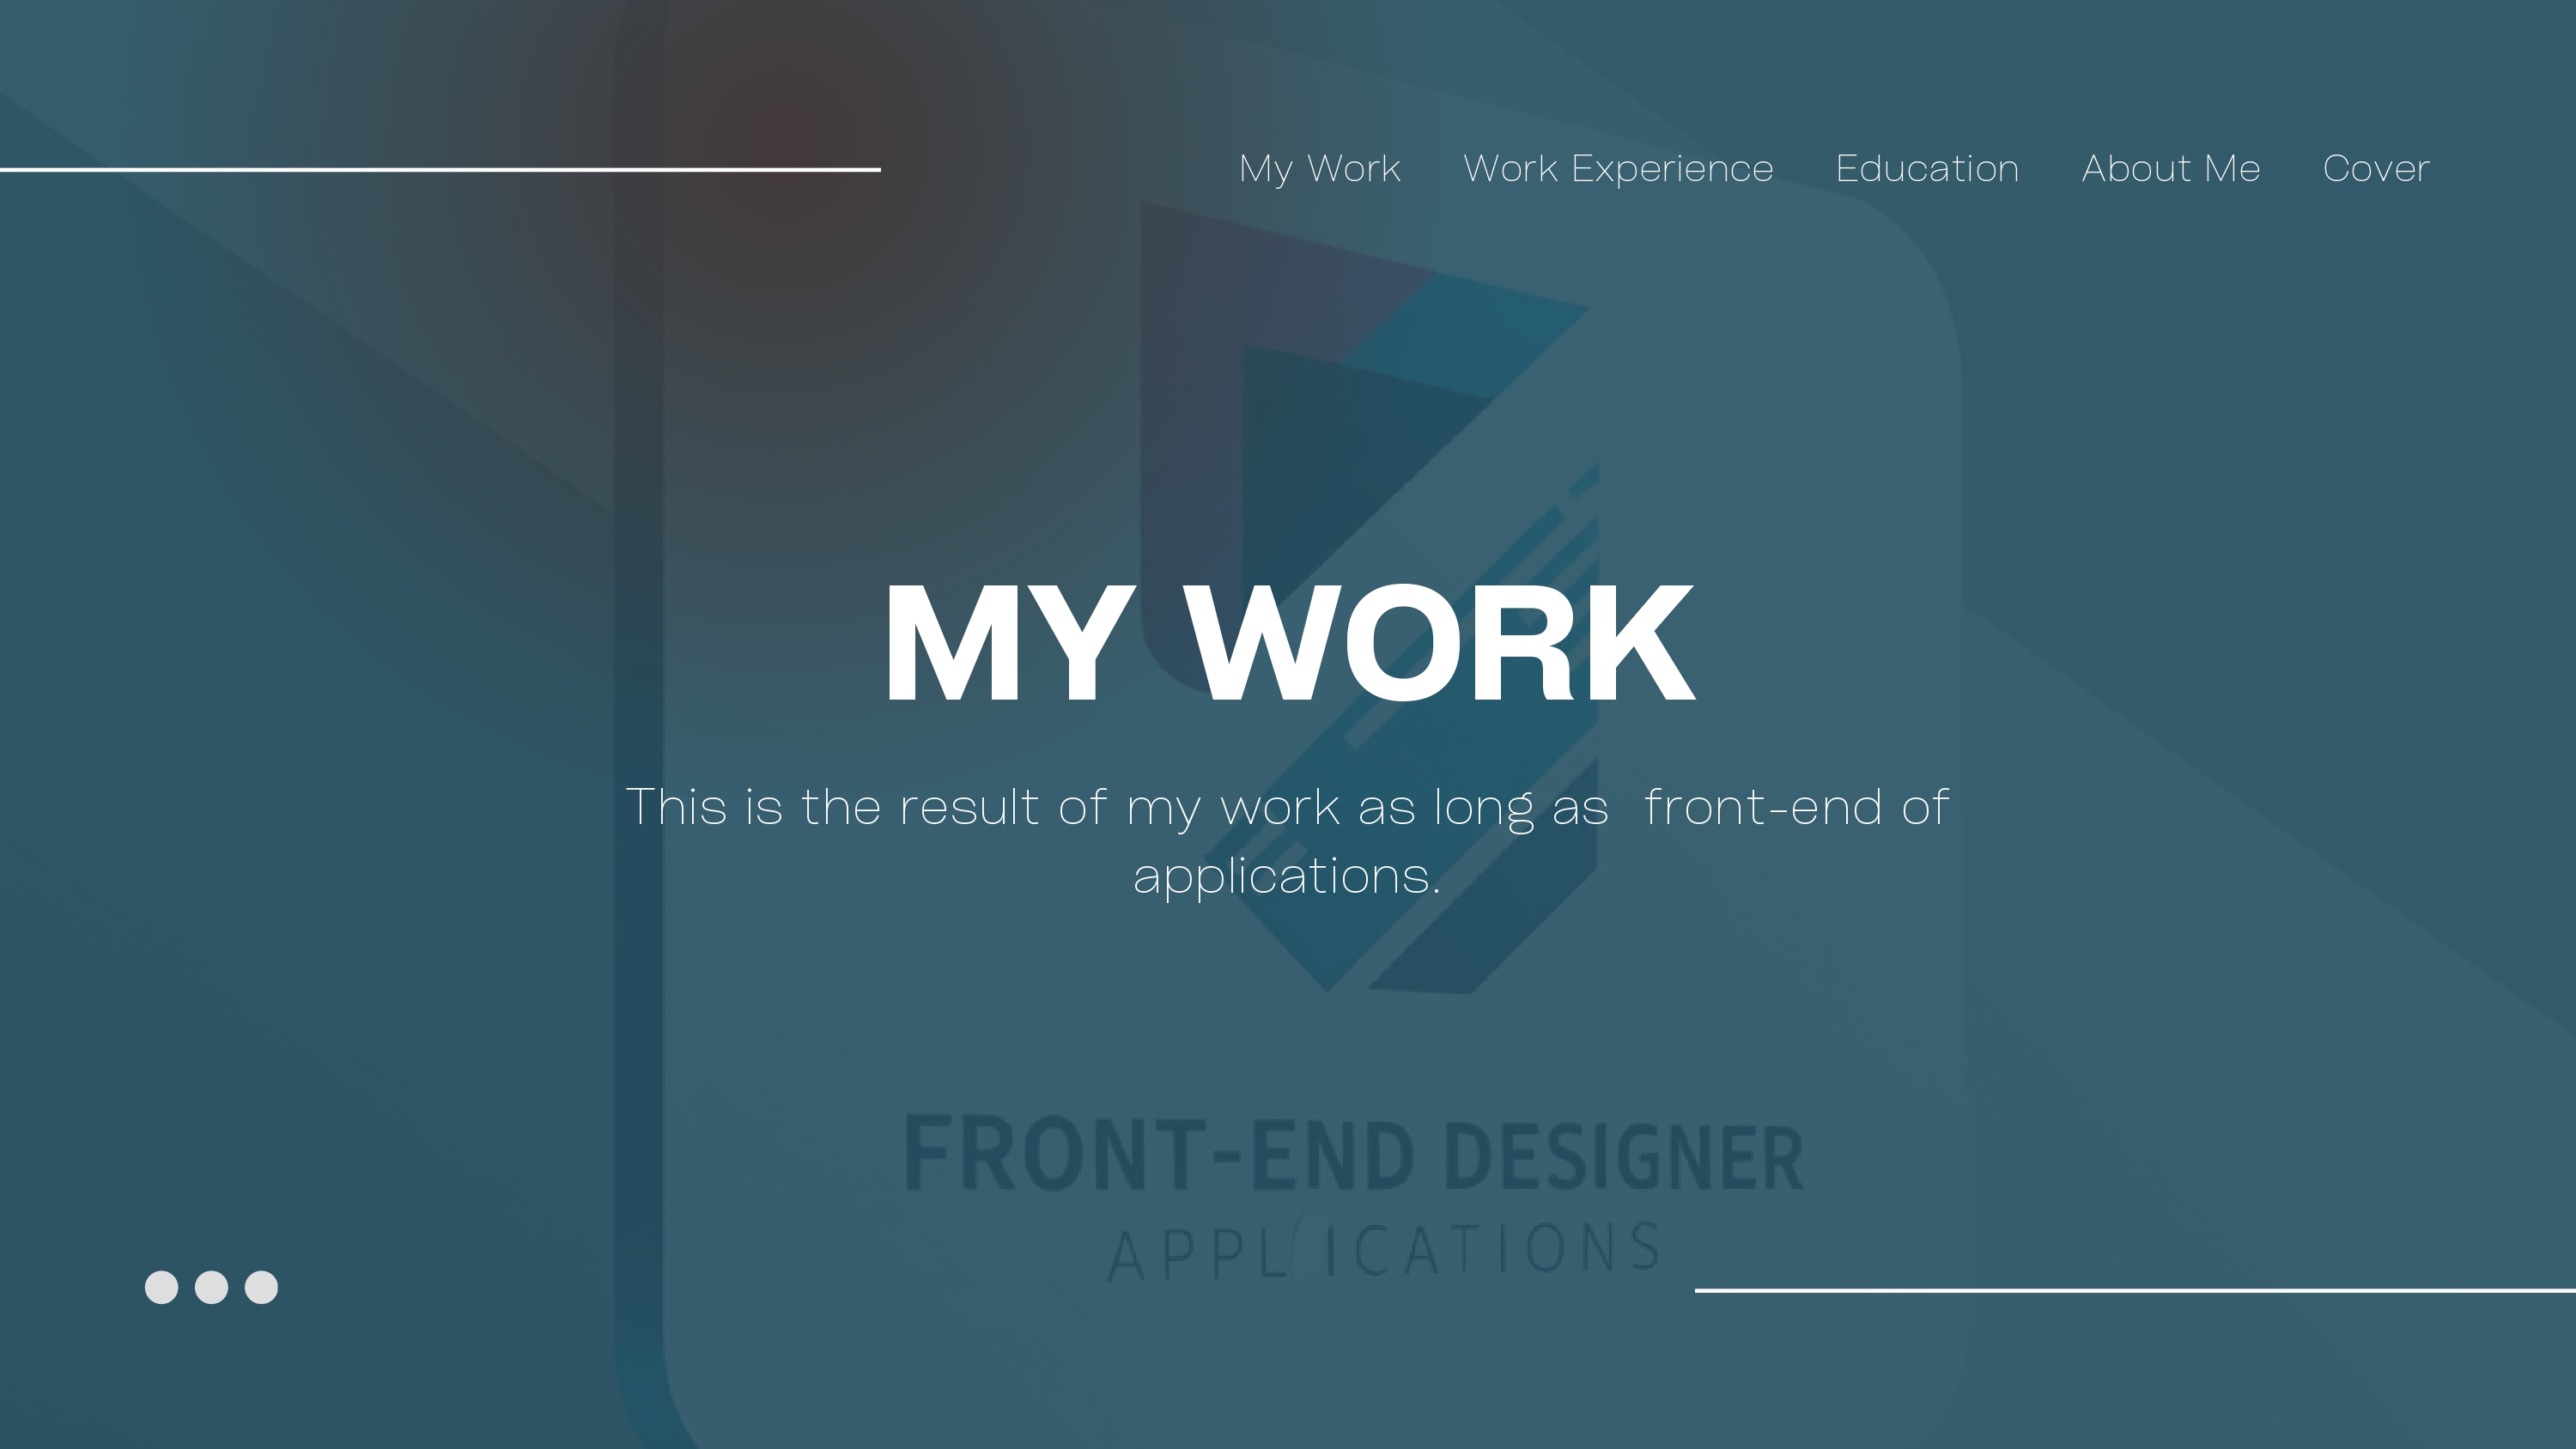 My Work Work Experience Education About Me Cover
MY WORK
This is the result of my work as long as  front-end of
applications.
FRONT-END DESIGNER
APPLICATIONS